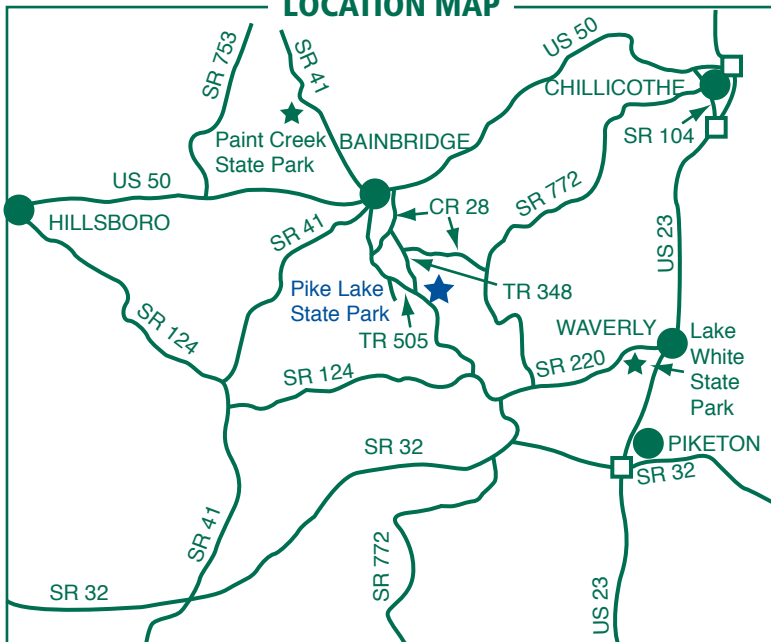 LOCATION MAP
SR 753
SR 41
US 50
CHILLICOTHE
SR 104
Paint Creek
State Park
BAINBRIDGE
US 50
HILLSBORO
SR 41
CR 28
SR 772
US 23
Pike Lake
State Park
TR 348
TR 505
SR 124
SR 124
WAVERLY
Lake
White
State
Park
SR 220
SR 32
PIKETON
SR 32
SR 41
SR 772
SR 32
US 23